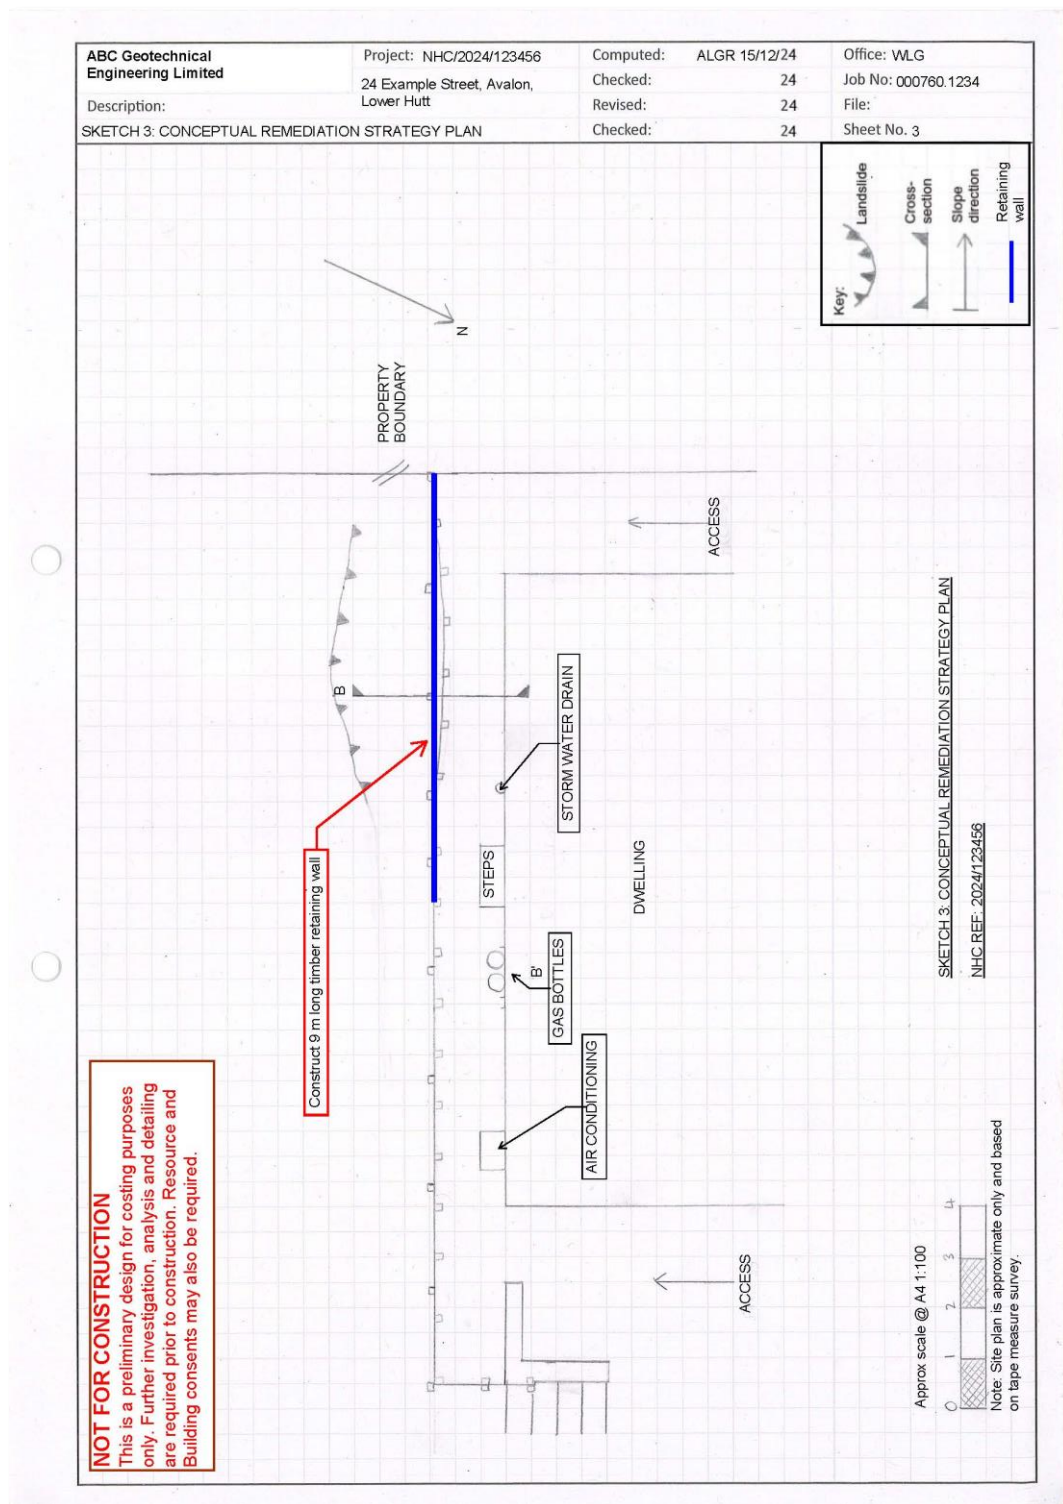 ABC Geotechnical
Engineering Limited
Description:
SKETCH 3: CONCEPTUAL REMEDIATION STRATEGY PLAN
Project: NHC/2024/123456
24 Example Street, Avalon,
Lower Hutt
Computed: ALGR 15/12/24
Checked: 24
Revised: 24
Checked: 24
Office: WLG
Job No: 000760.1234
File:
Sheet No. 3
Key:
Landslide
Cross-
section
Slope
direction
Retaining
wall
N
PROPERTY
BOUNDARY
ACCESS
B
STORM WATER DRAIN
Construct 9 m long timber retaining wall
STEPS
DWELLING
B'
GAS BOTTLES
AIR CONDITIONING
ACCESS
NOT FOR CONSTRUCTION
This is a preliminary design for costing purposes
only. Further investigation, analysis and detailing
are required prior to construction. Resource and
Building consents may also be required.
SKETCH 3: CONCEPTUAL REMEDIATION STRATEGY PLAN
NHC REF: 2024/123456
Approx scale @ A4 1:100
0 1 2 3 4
Note: Site plan is approximate only and based
on tape measure survey.